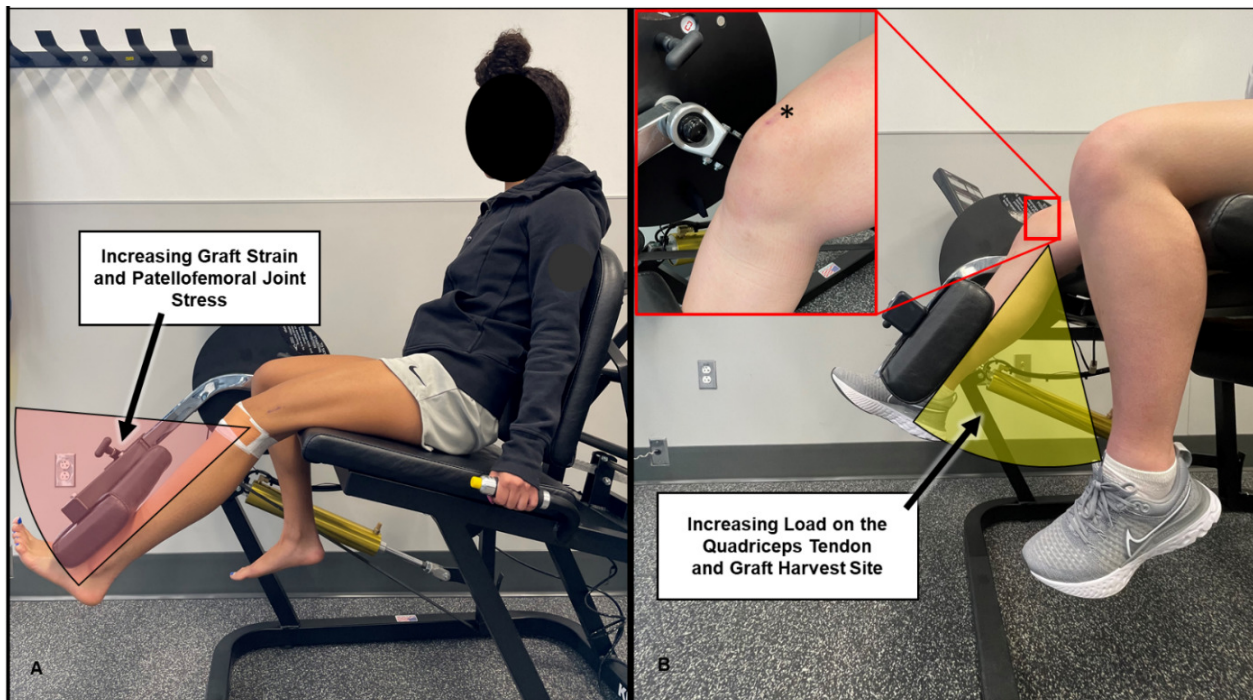 Increasing Graft Strain
and Patellofemoral Joint
Stress
A
*
Increasing Load on the
Quadriceps Tendon
and Graft Harvest Site
B